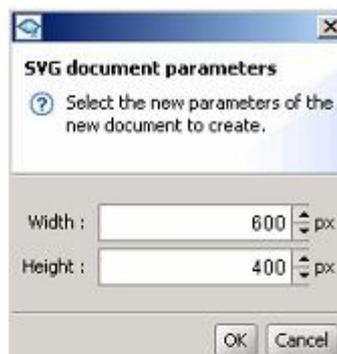 SVG document parameters
Select the new parameters of the
new document to create.
Width : 600 px
Height : 400 px
OK Cancel